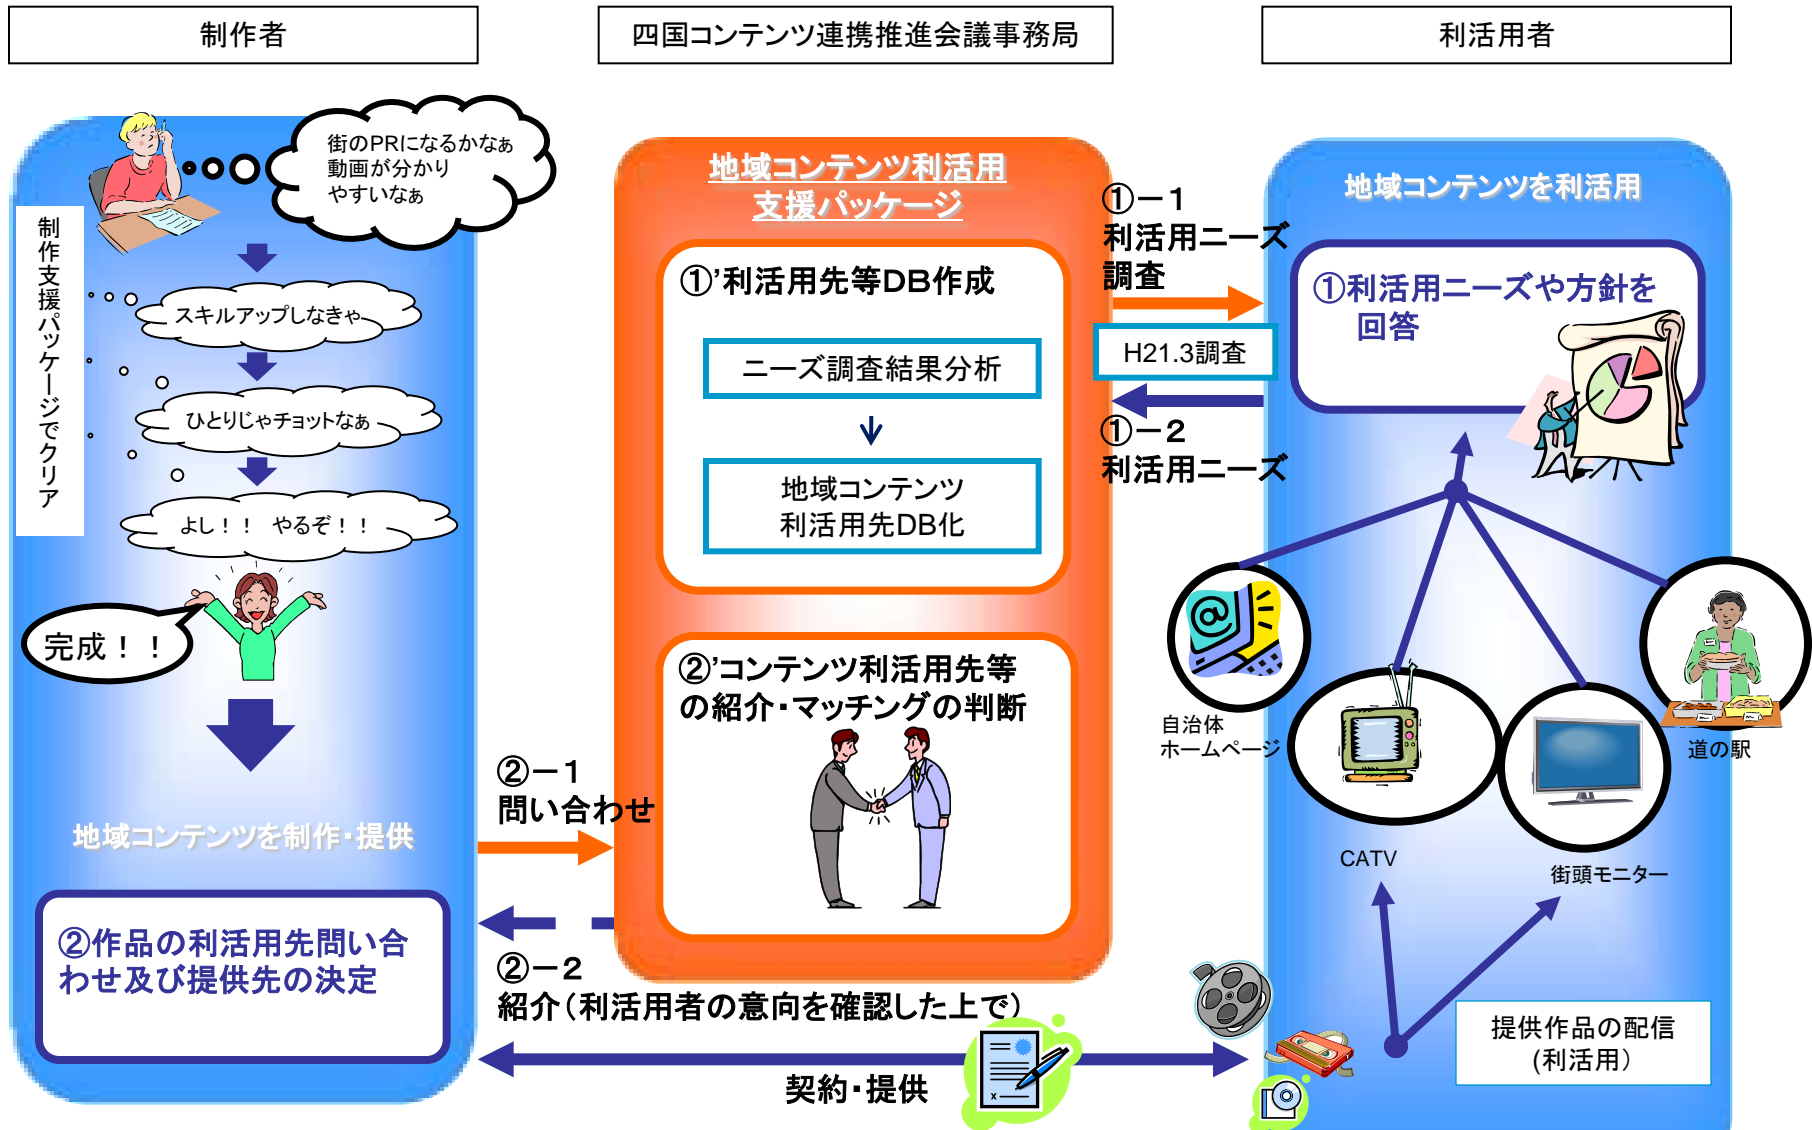 制作者
四国コンテンツ連携推進会議事務局
利活用者
街のPRになるかなぁ
動画が分かり
やすいなぁ
制作支援パッケージでクリア
スキルアップしなきゃ
ひとりじゃチョットなぁ
よし！！　やるぞ！！
完成！！
地域コンテンツを制作・提供
②作品の利活用先問い合
わせ及び提供先の決定
地域コンテンツ利活用
支援パッケージ
①’利活用先等DB作成
ニーズ調査結果分析
地域コンテンツ
利活用先DB化
②’コンテンツ利活用先等
の紹介・マッチングの判断
①－1
利活用ニーズ
調査
H21.3調査
①－2
利活用ニーズ
②－1
問い合わせ
②－2
紹介（利活用者の意向を確認した上で）
契約・提供
地域コンテンツを利活用
①利活用ニーズや方針を
回答
自治体
ホームページ
CATV
街頭モニター
道の駅
提供作品の配信
(利活用）